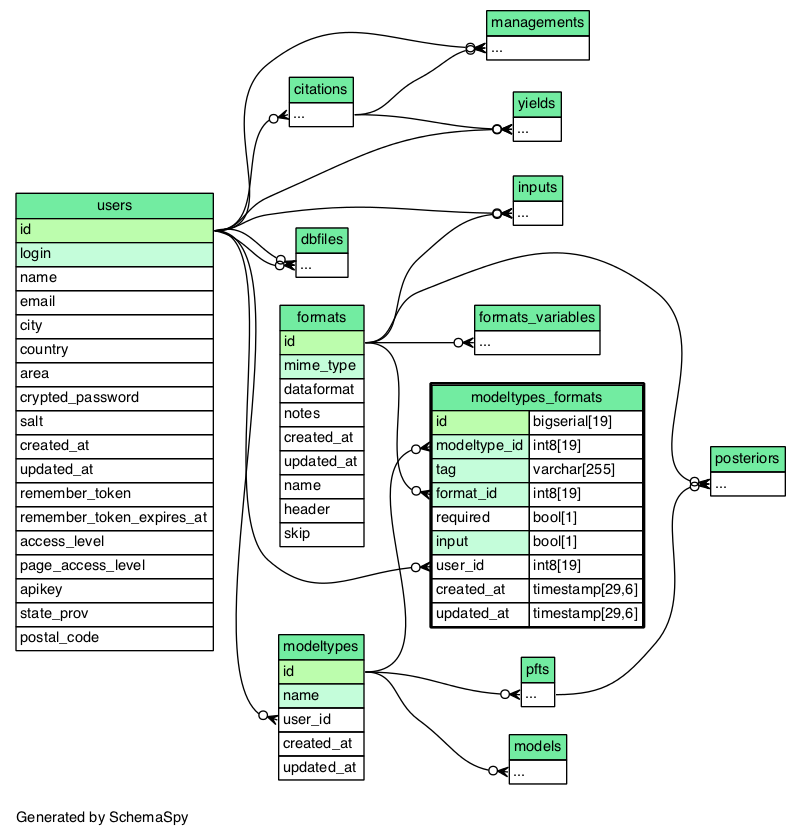 managements
...
citations
...
yields
...
inputs
...
users
id
login
name
email
city
country
area
crypted_password
salt
created_at
updated_at
remember_token
remember_token_expires_at
access_level
page_access_level
apikey
state_prov
postal_code
dbfiles
...
formats
id
mime_type
dataformat
notes
created_at
updated_at
name
header
skip
formats_variables
...
modeltypes_formats
id bigserial[19]
modeltype_id int8[19]
tag varchar[255]
format_id int8[19]
required bool[1]
input bool[1]
user_id int8[19]
created_at timestamp[29,6]
updated_at timestamp[29,6]
posteriors
...
modeltypes
id
name
user_id
created_at
updated_at
pfts
...
models
...
Generated by SchemaSpy